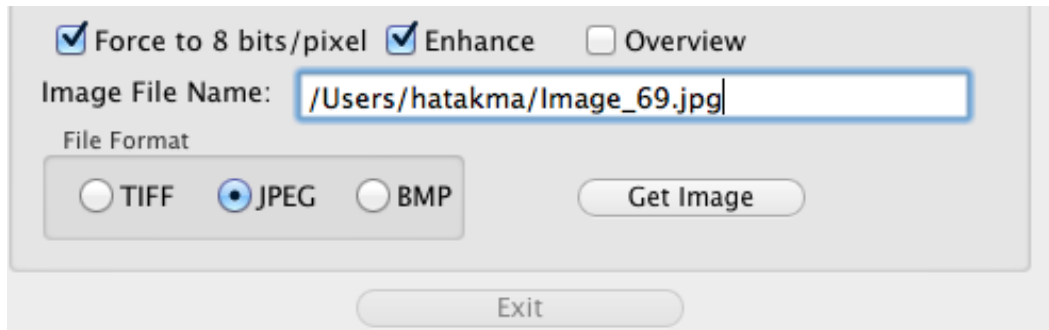 Force to 8 bits/pixel Enhance Overview
Image File Name: /Users/hatakma/Image_69.jpg
File Format
TIFF JPEG BMP Get Image
Exit